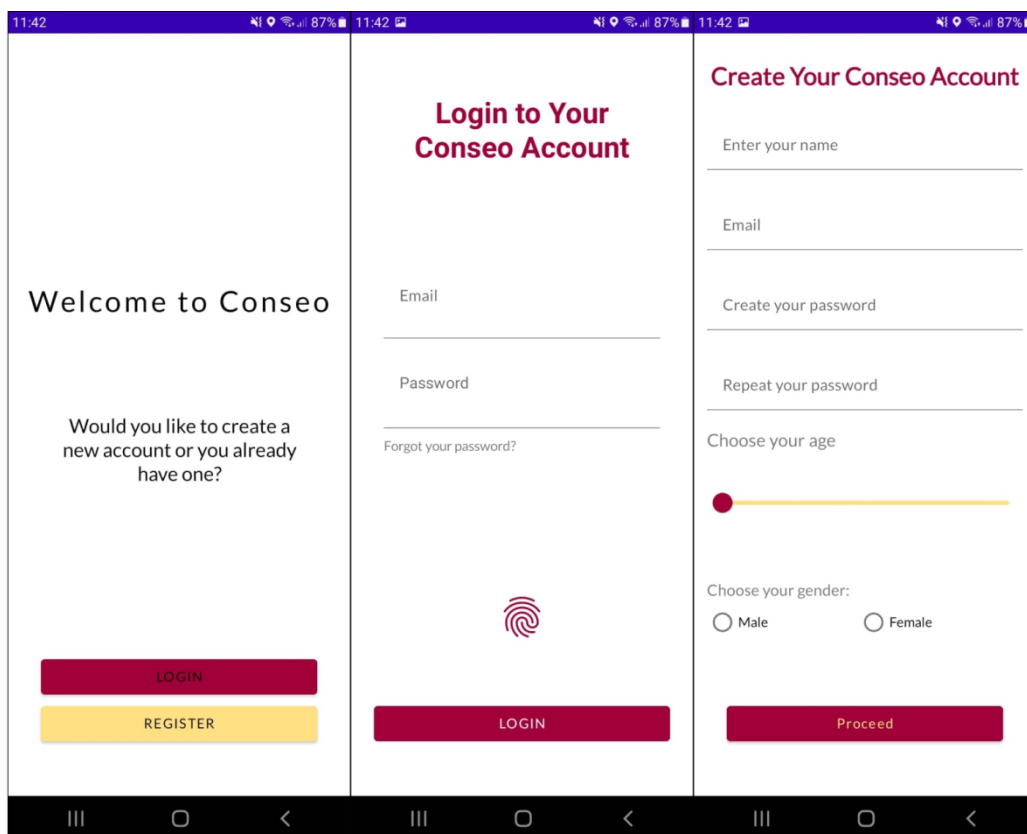 11:42
87%
Welcome to Conseo
Would you like to create a
new account or you already
have one?
LOGIN
REGISTER
11:42
87%
Login to Your
Conseo Account
Email
Password
Forgot your password?
LOGIN
11:42
87%
Create Your Conseo Account
Enter your name
Email
Create your password
Repeat your password
Choose your age
Choose your gender:
Male
Female
Proceed